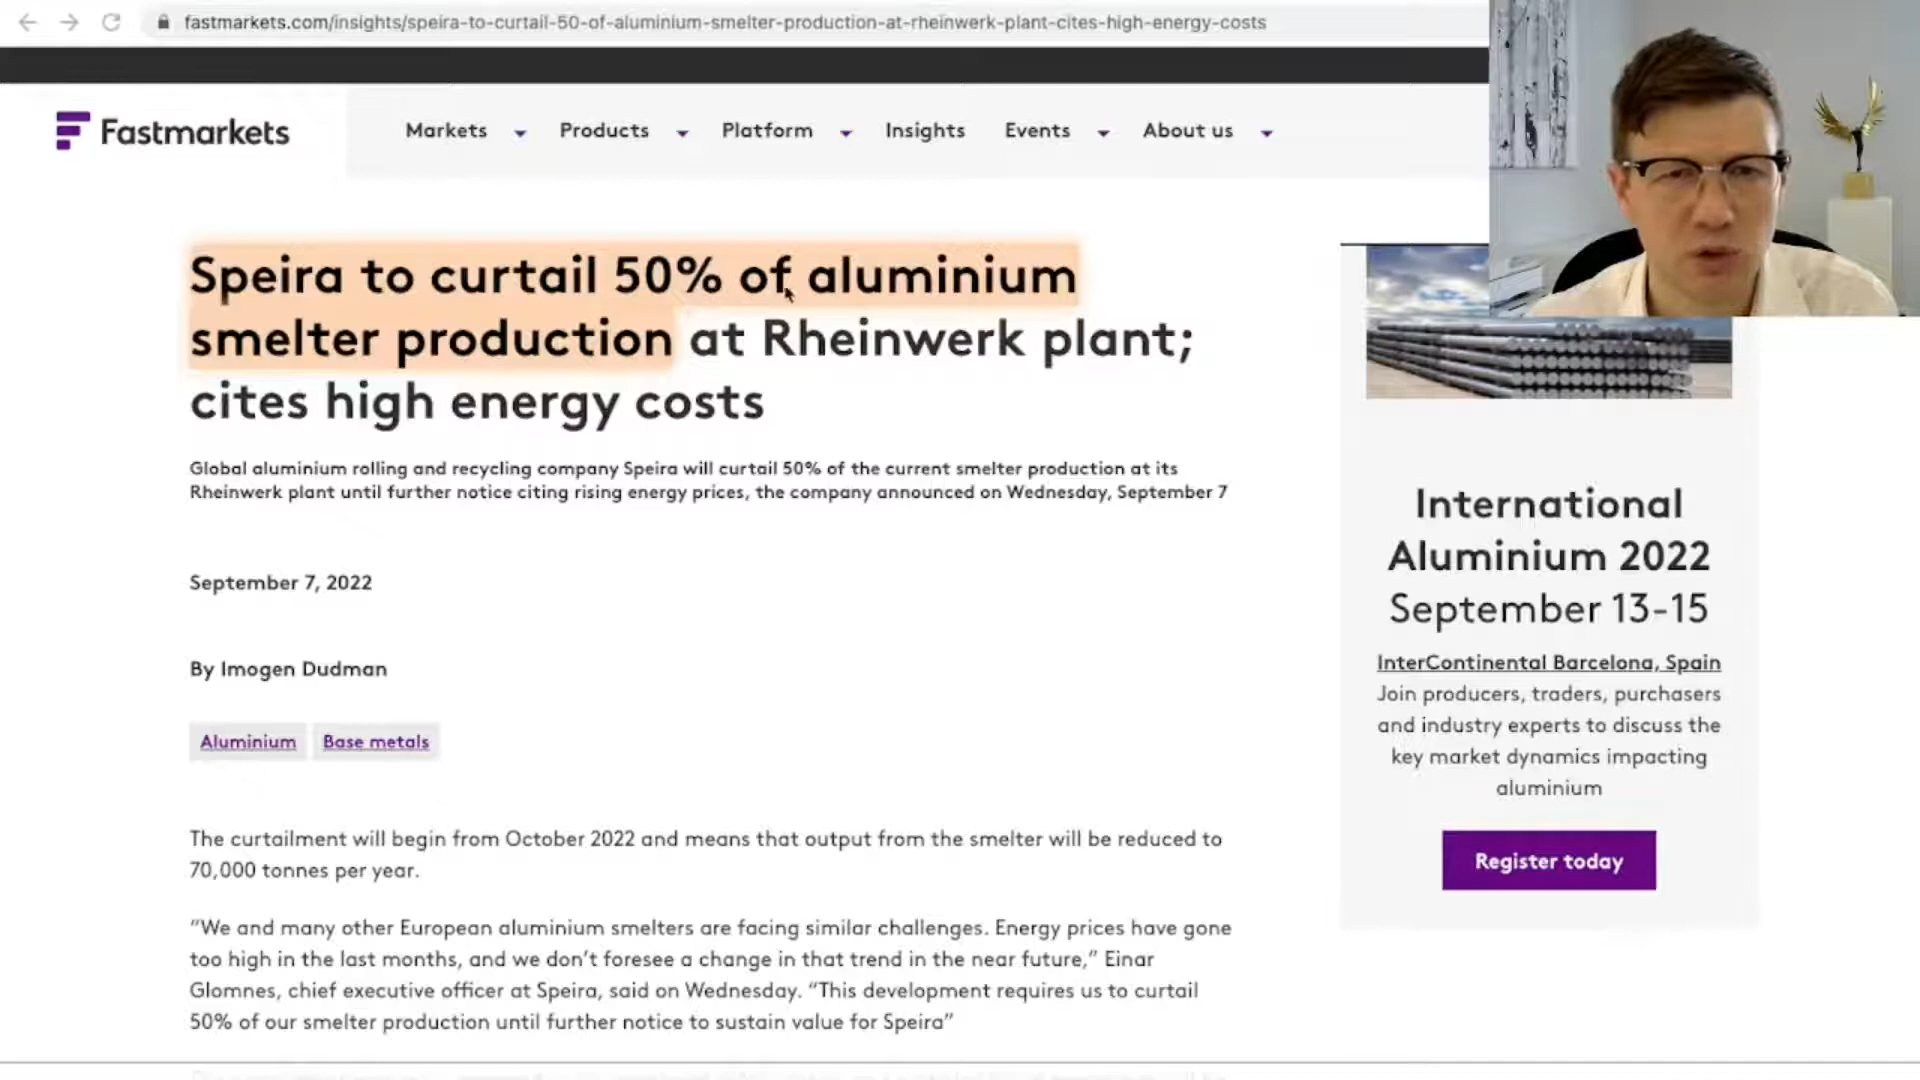 fastmarkets.com/insights/speira-to-curtail-50-of-aluminium-smelter-production-at-rheinwerk-plant-cites-high-energy-costs
Fastmarkets
Markets Products Platform Insights Events About us
Speira to curtail 50% of aluminium
smelter production at Rheinwerk plant;
cites high energy costs
Global aluminium rolling and recycling company Speira will curtail 50% of the current smelter production at its
Rheinwerk plant until further notice citing rising energy prices, the company announced on Wednesday, September 7
September 7, 2022
By Imogen Dudman
Aluminium Base metals
The curtailment will begin from October 2022 and means that output from the smelter will be reduced to
70,000 tonnes per year.
“We and many other European aluminium smelters are facing similar challenges. Energy prices have gone
too high in the last months, and we don’t foresee a change in that trend in the near future,” Einar
Glomnes, chief executive officer at Speira, said on Wednesday. “This development requires us to curtail
50% of our smelter production until further notice to sustain value for Speira”
International
Aluminium 2022
September 13-15
InterContinental Barcelona, Spain
Join producers, traders, purchasers
and industry experts to discuss the
key market dynamics impacting
aluminium
Register today